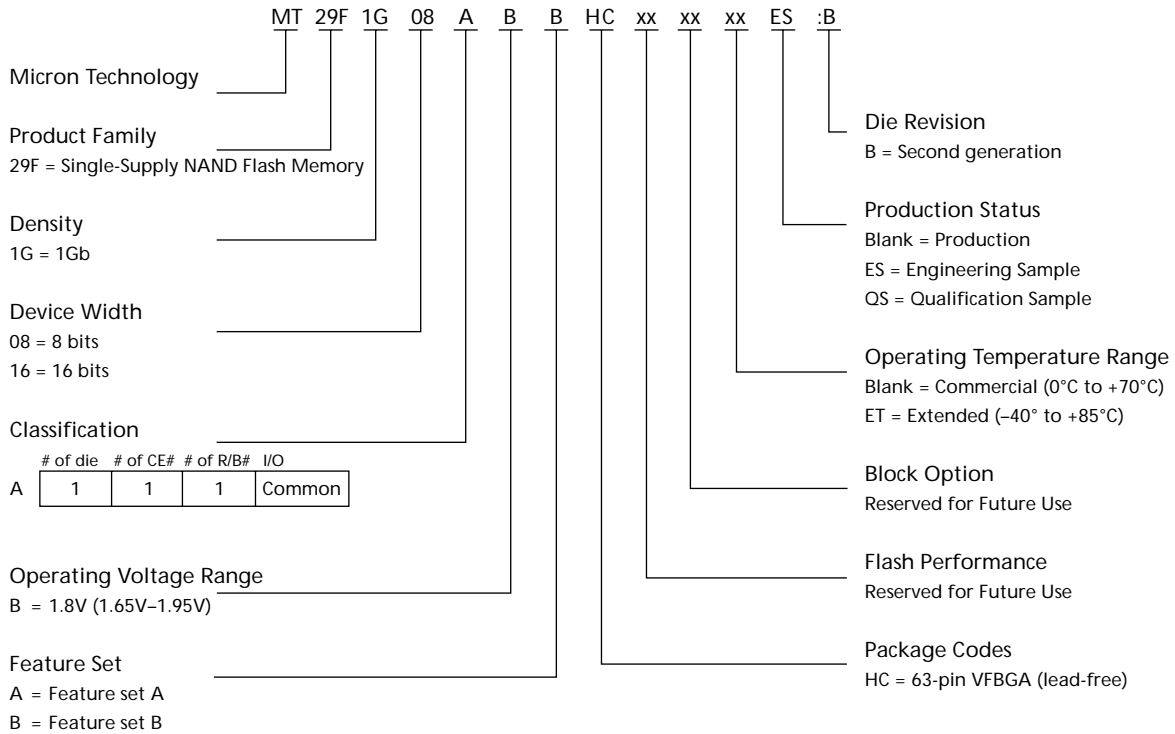 MT 29F 1G 08 A B B HC xx xx xx ES :B
Micron Technology
Product Family
29F = Single-Supply NAND Flash Memory
Density
1G = 1Gb
Device Width
08 = 8 bits
16 = 16 bits
Classification
# of die # of CE# # of R/B# I/O
A 1 1 1 Common
Operating Voltage Range
B = 1.8V (1.65V–1.95V)
Feature Set
A = Feature set A
B = Feature set B
Die Revision
B = Second generation
Production Status
Blank = Production
ES = Engineering Sample
QS = Qualification Sample
Operating Temperature Range
Blank = Commercial (0°C to +70°C)
ET = Extended (–40° to +85°C)
Block Option
Reserved for Future Use
Flash Performance
Reserved for Future Use
Package Codes
HC = 63-pin VFBGA (lead-free)